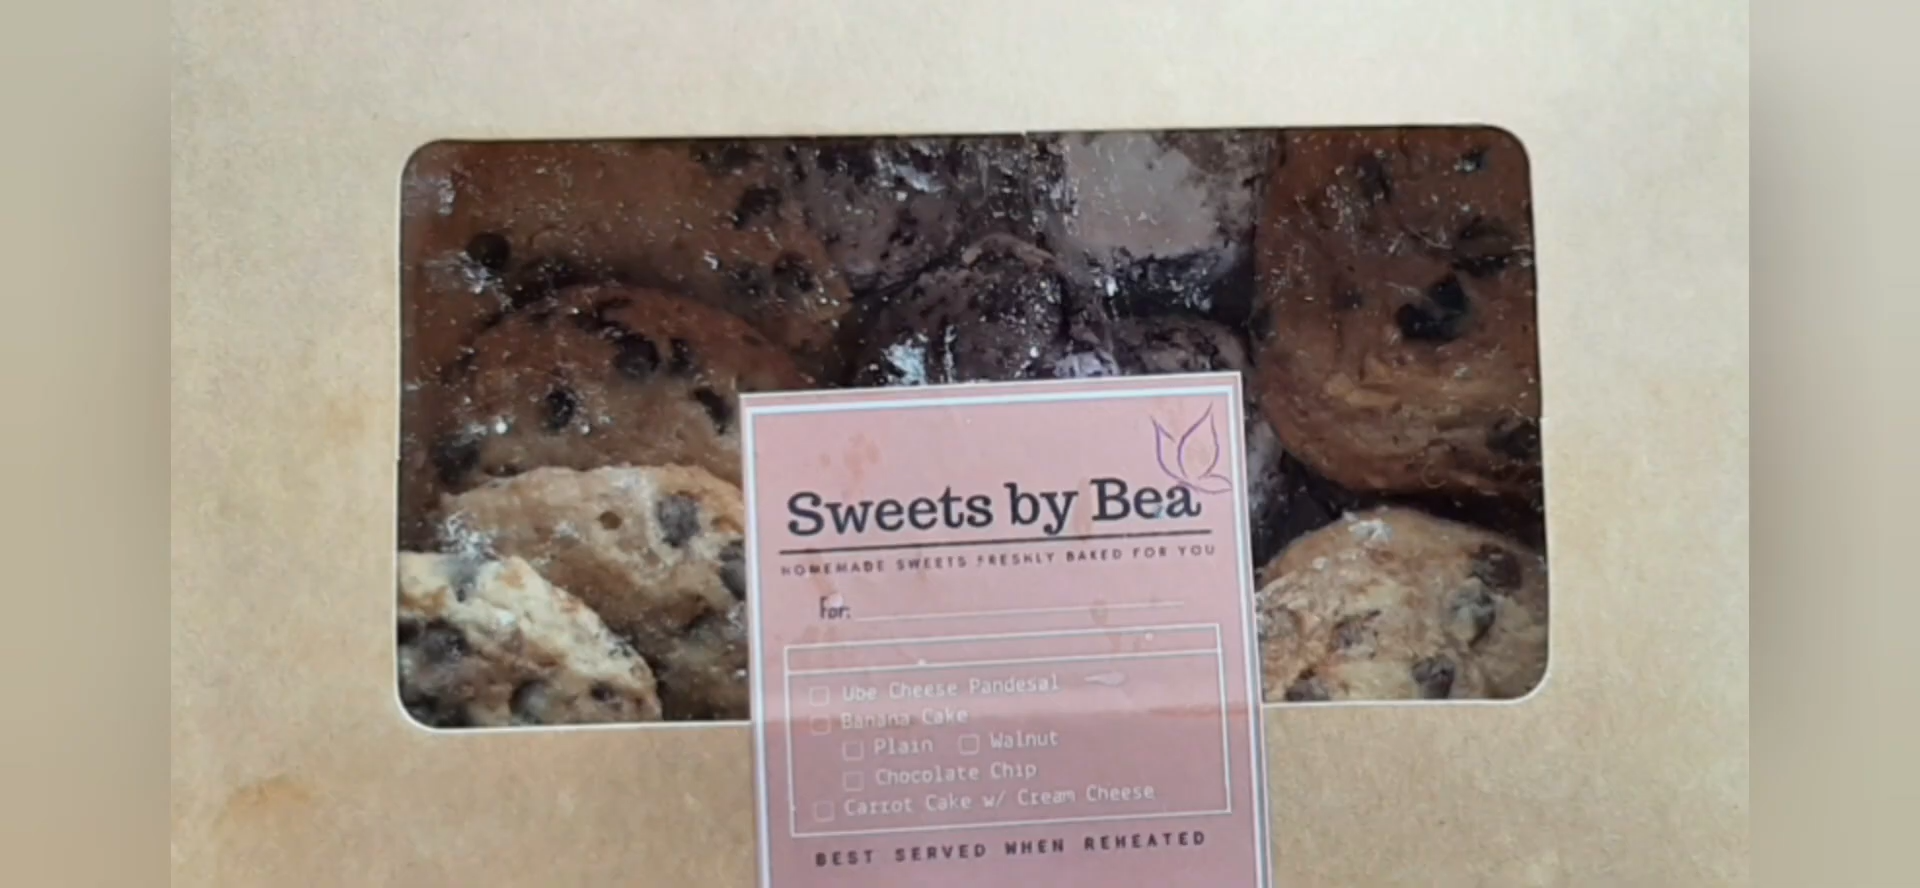 Sweets by Bea
HOMEMADE SWEETS FRESHLY BAKED FOR YOU
For:
Ube Cheese Pandesal
Banana Cake
Plain Walnut
Chocolate Chip
Carrot Cake w/ Cream Cheese
BEST SERVED WHEN REHEATED